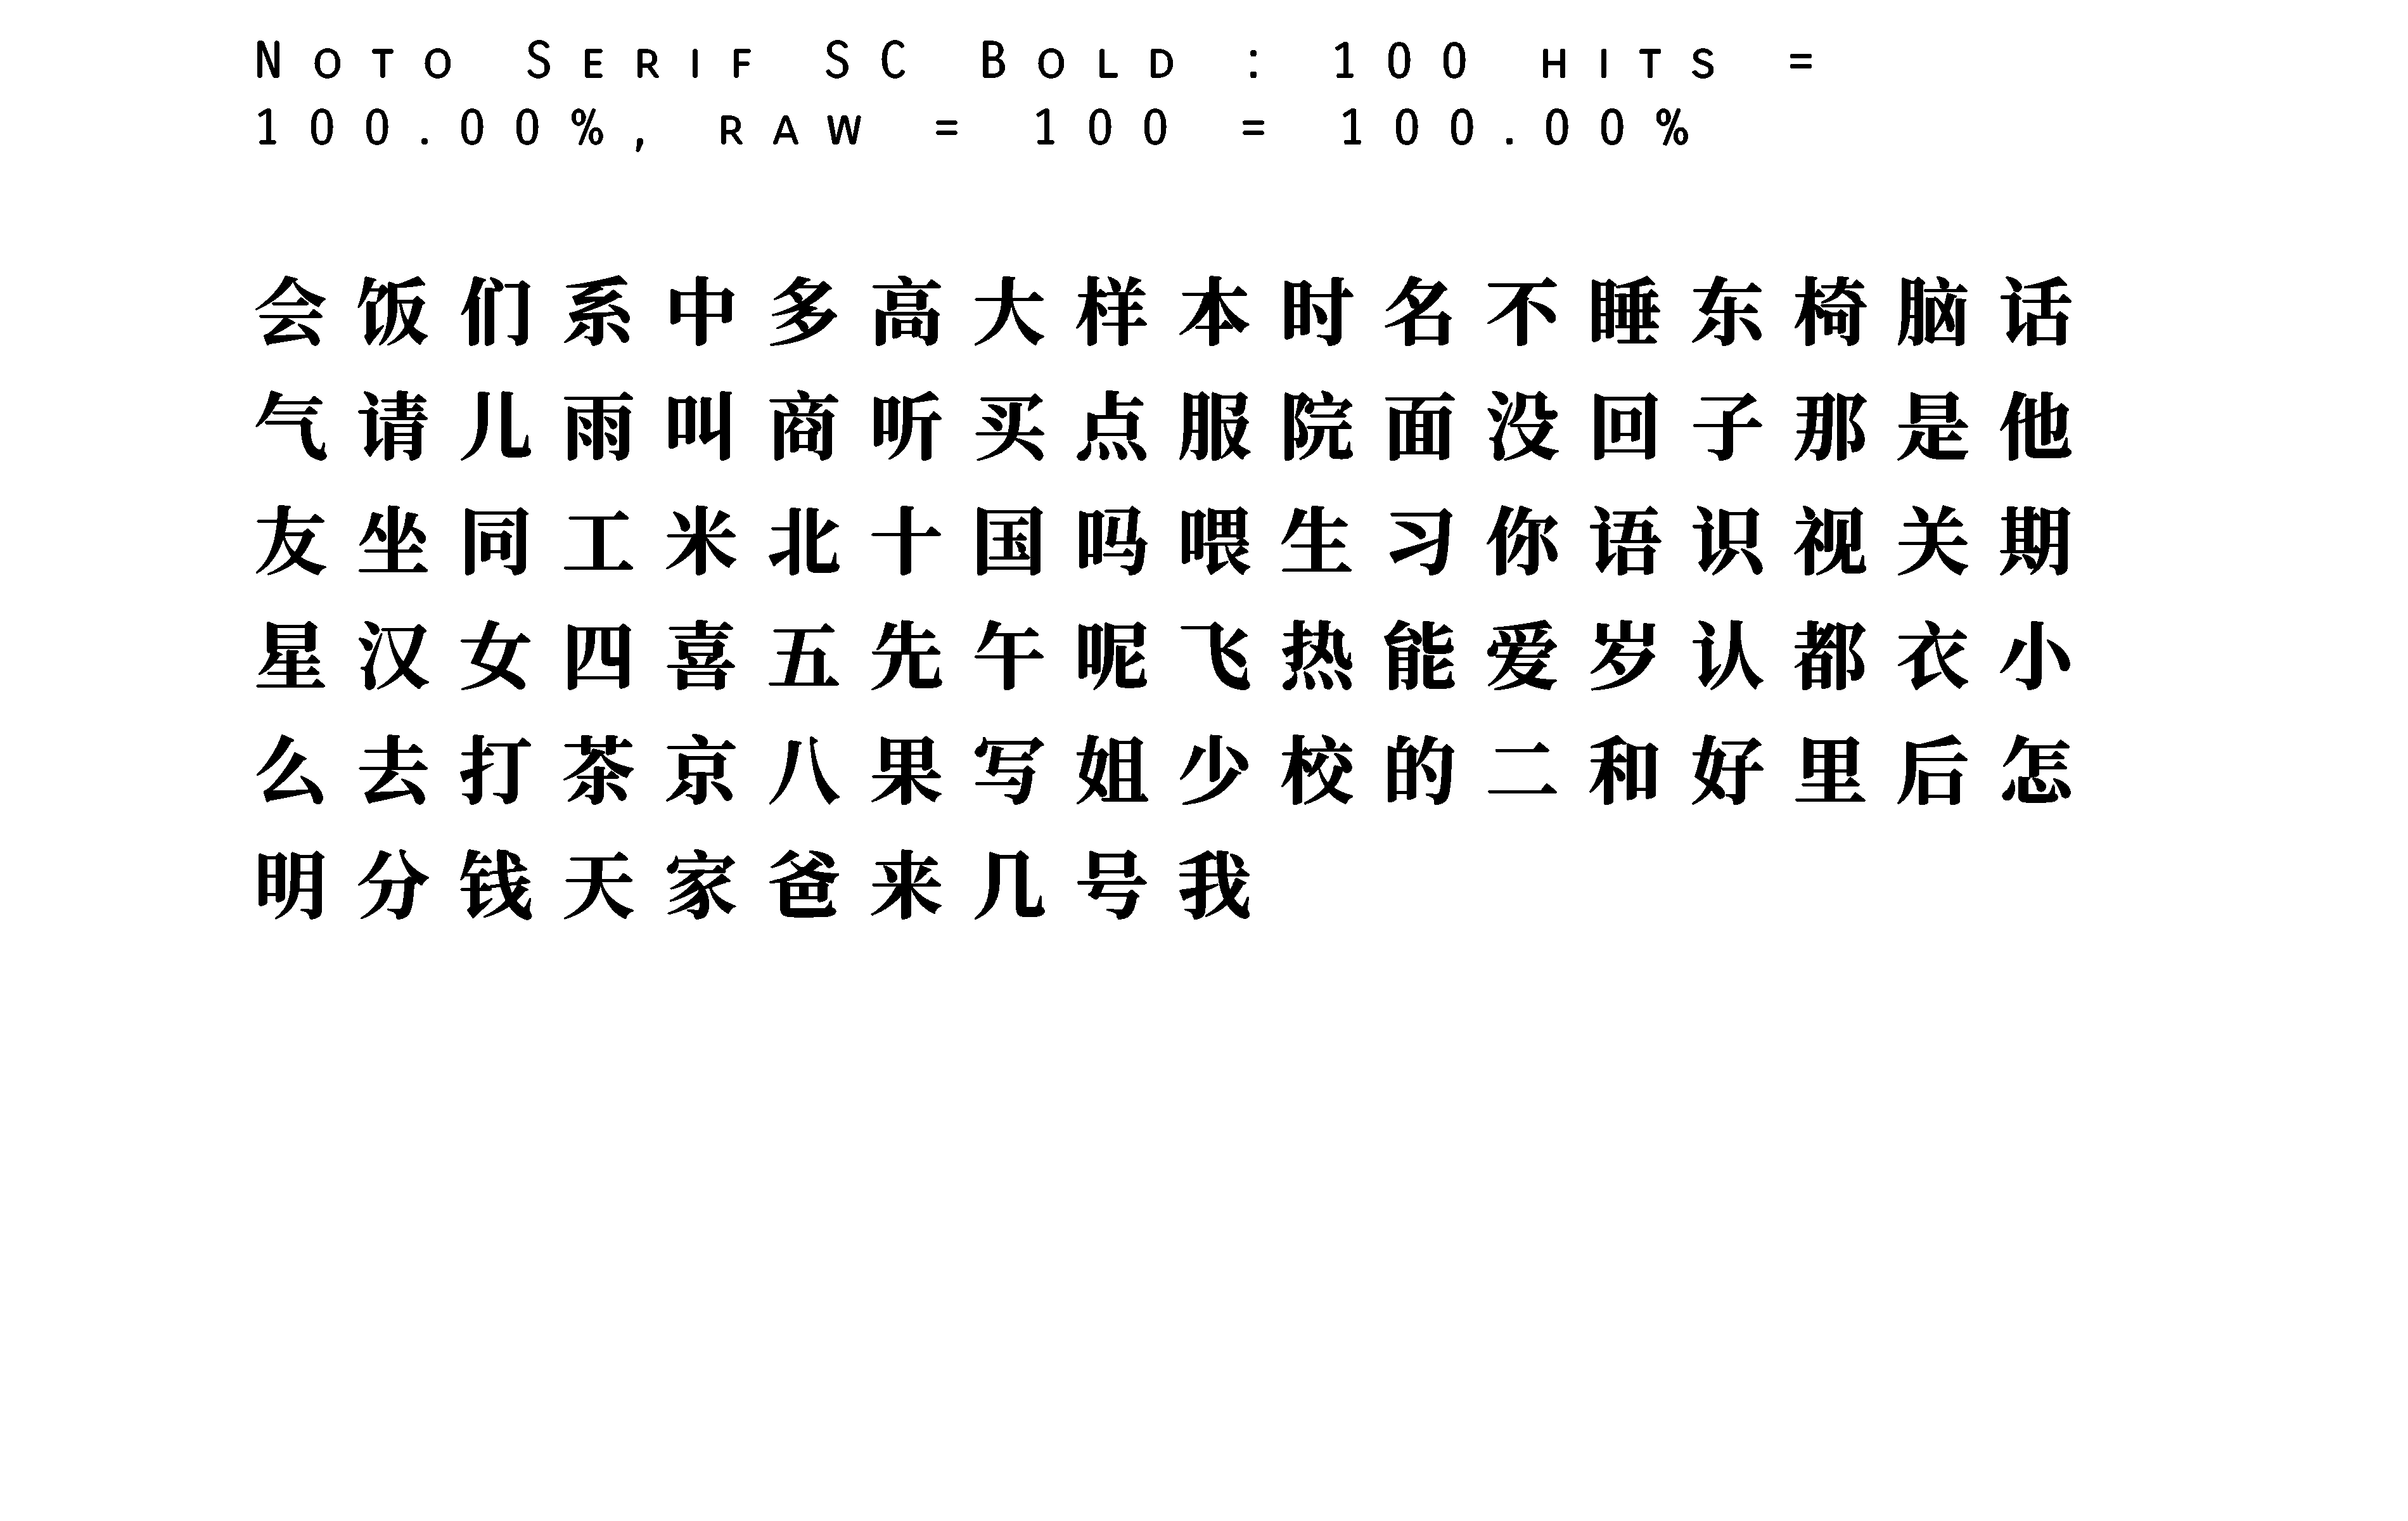 Noto Serif SC Bold : 100 hits =
100.00%, raw = 100 = 100.00%
会饭们系中多高大样本时名不睡东椅脑话
气请儿雨叫商听买点服院面没回子那是他
友坐同工米北十国吗喂生习你语识视关期
星汉女四喜五先午呢飞热能爱岁认都衣小
么去打茶京八果写姐少校的二和好里后怎
明分钱天家爸来几号我